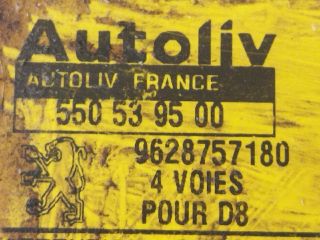 Autoliv
AUTOLIV FRANCE
550 53 95 00
9628757180
4 VOIES
POUR D8